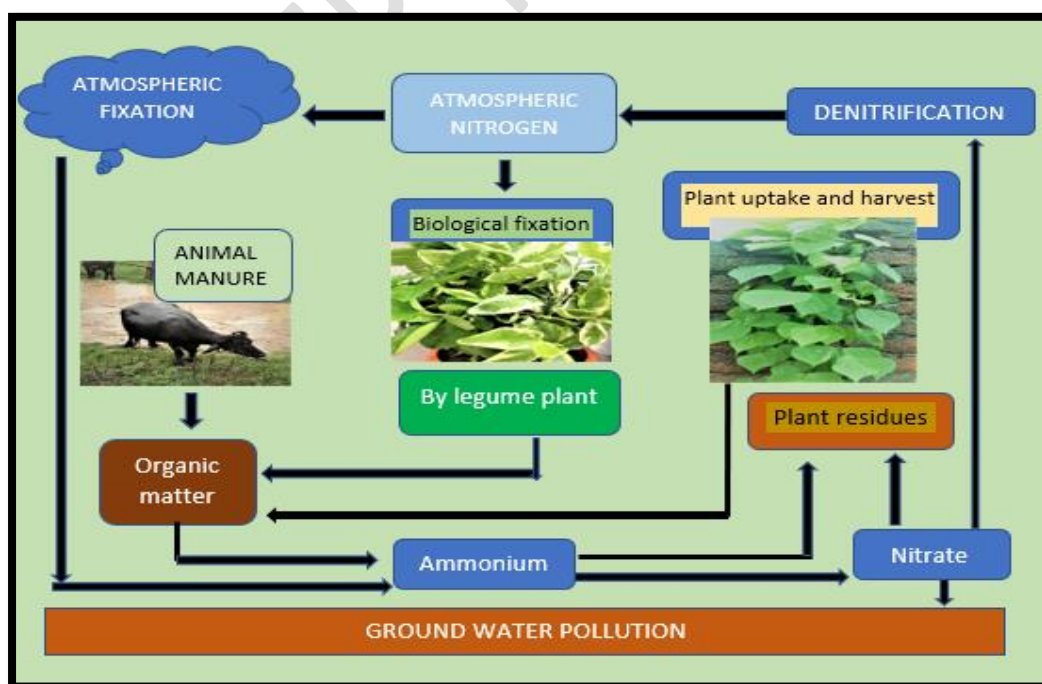 ATMOSPHERIC
FIXATION
ATMOSPHERIC
NITROGEN
DENITRIFICATION
Biological fixation
Plant uptake and harvest
ANIMAL
MANURE
By legume plant
Plant residues
Organic
matter
Ammonium
Nitrate
GROUND WATER POLLUTION